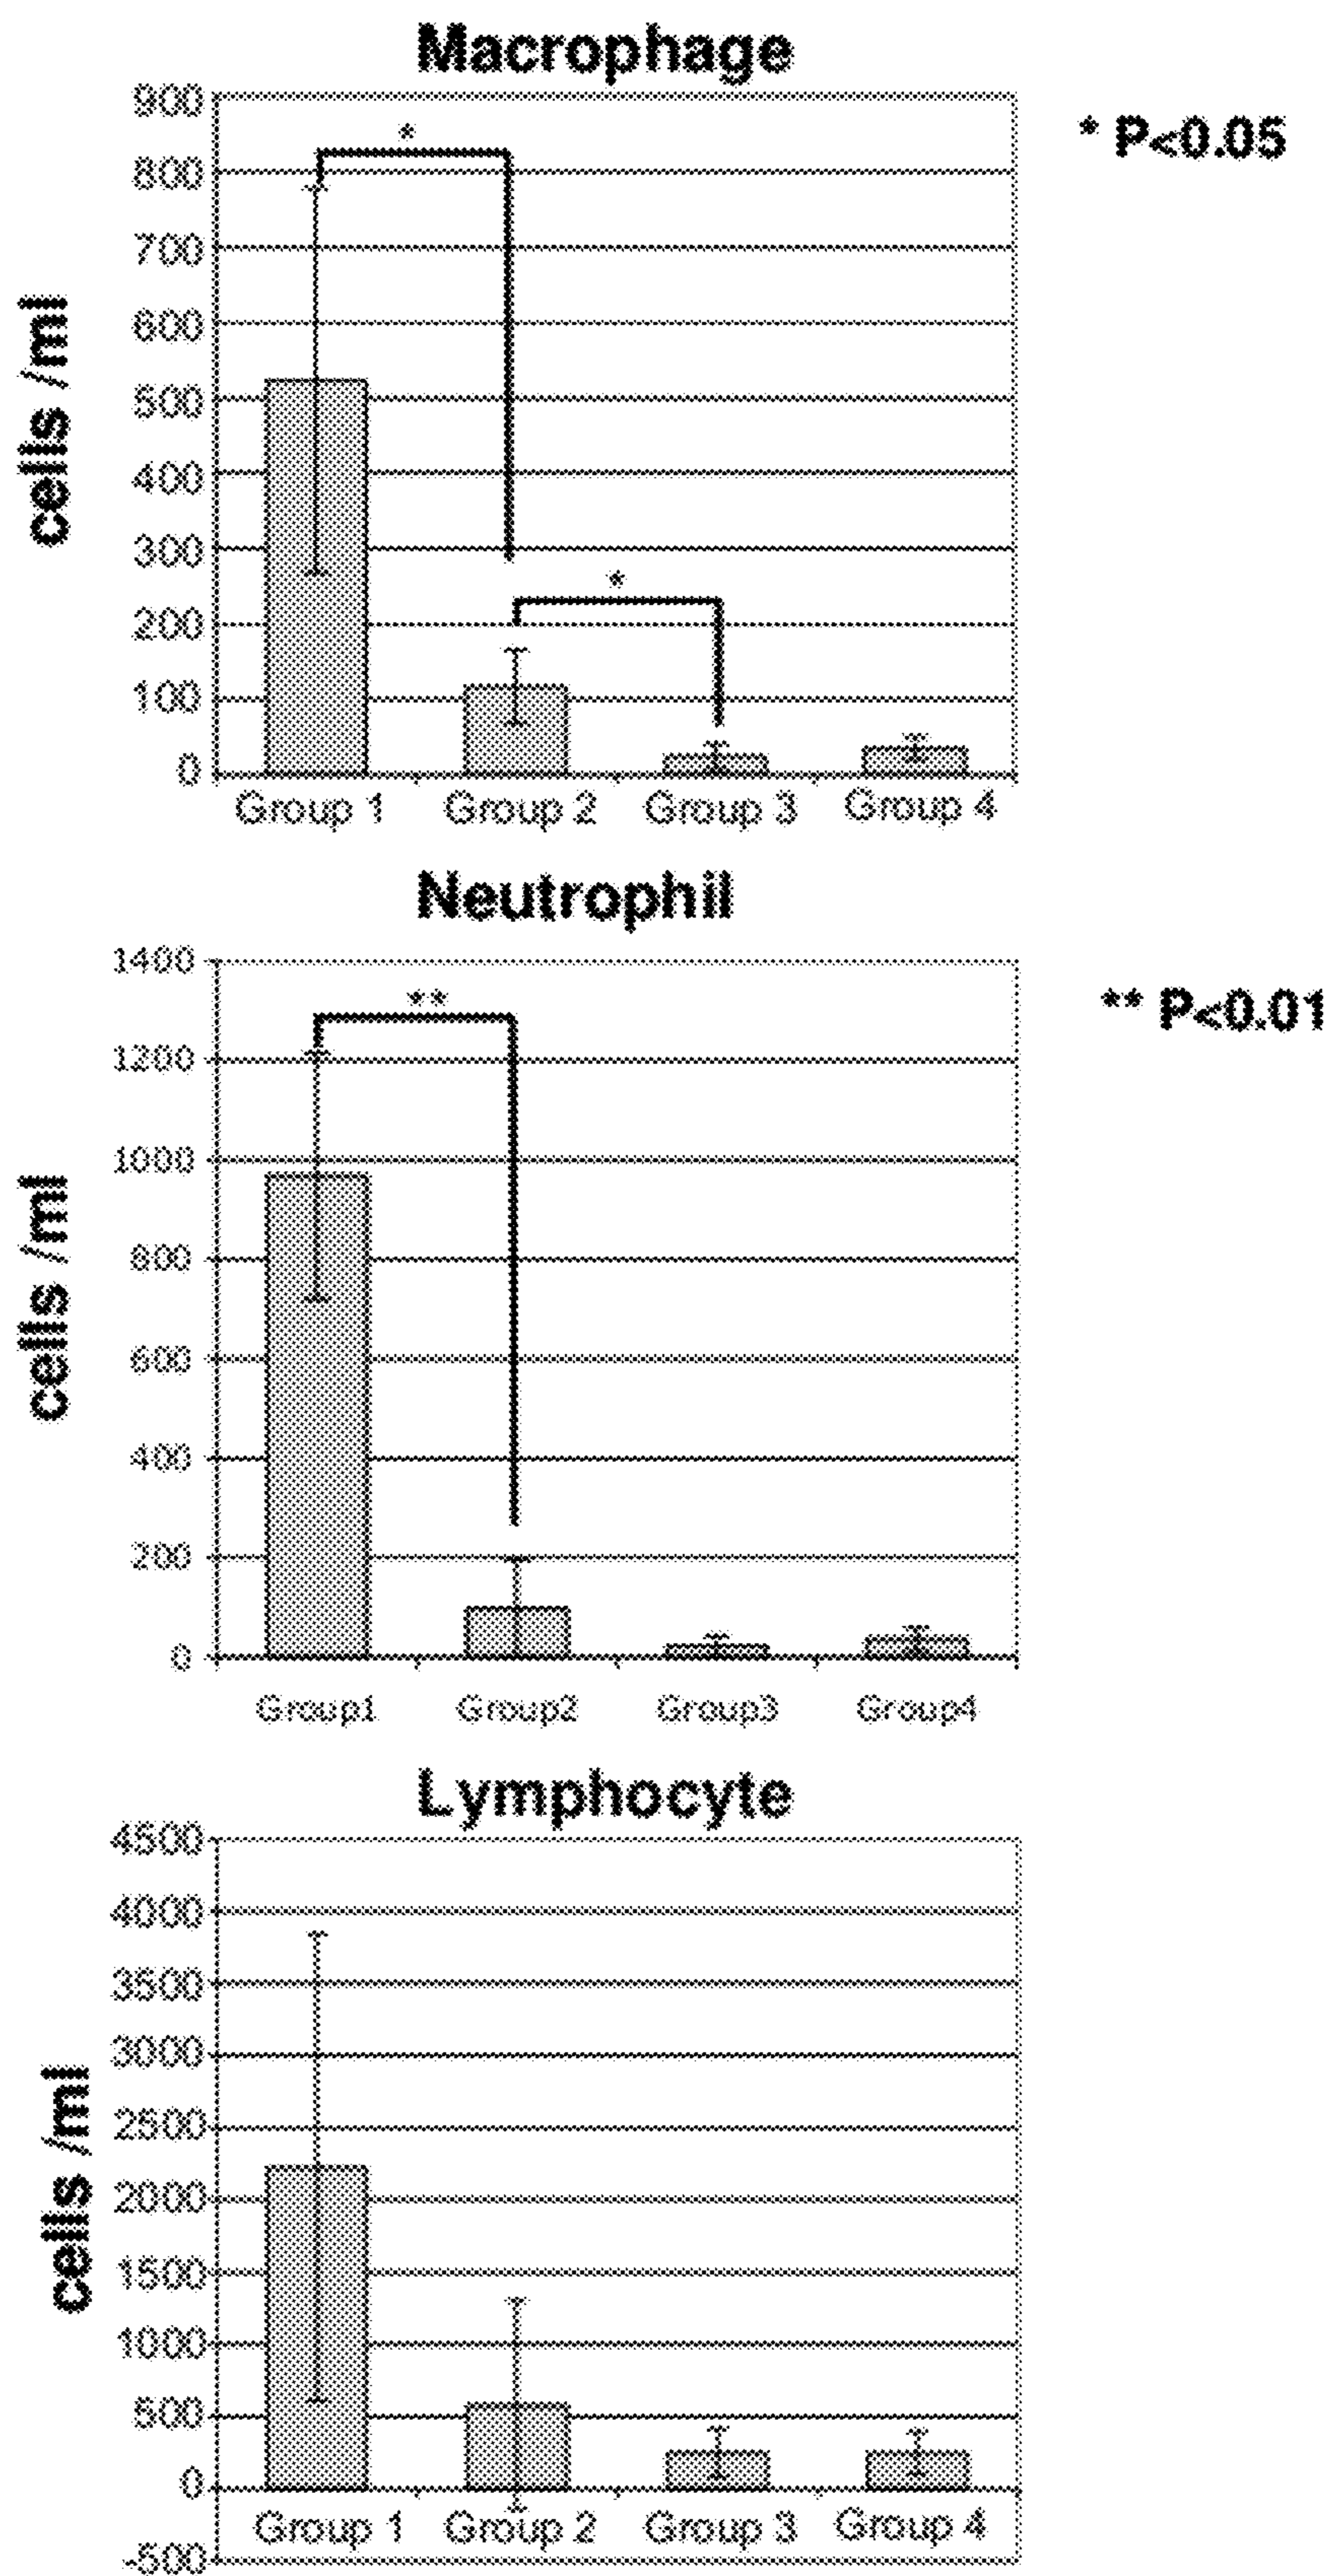 Macrophage
* P<0.05
cells /ml
900
800
700
600
500
400
300
200
100
0
*
*
Group 1 Group 2 Group 3 Group 4
Neutrophil
** P<0.01
cells /ml
1400
1200
1000
800
600
400
200
0
**
Group1 Group2 Group3 Group4
Lymphocyte
cells /ml
4500
4000
3500
3000
2500
2000
1500
1000
500
0
-500
Group 1 Group 2 Group 3 Group 4